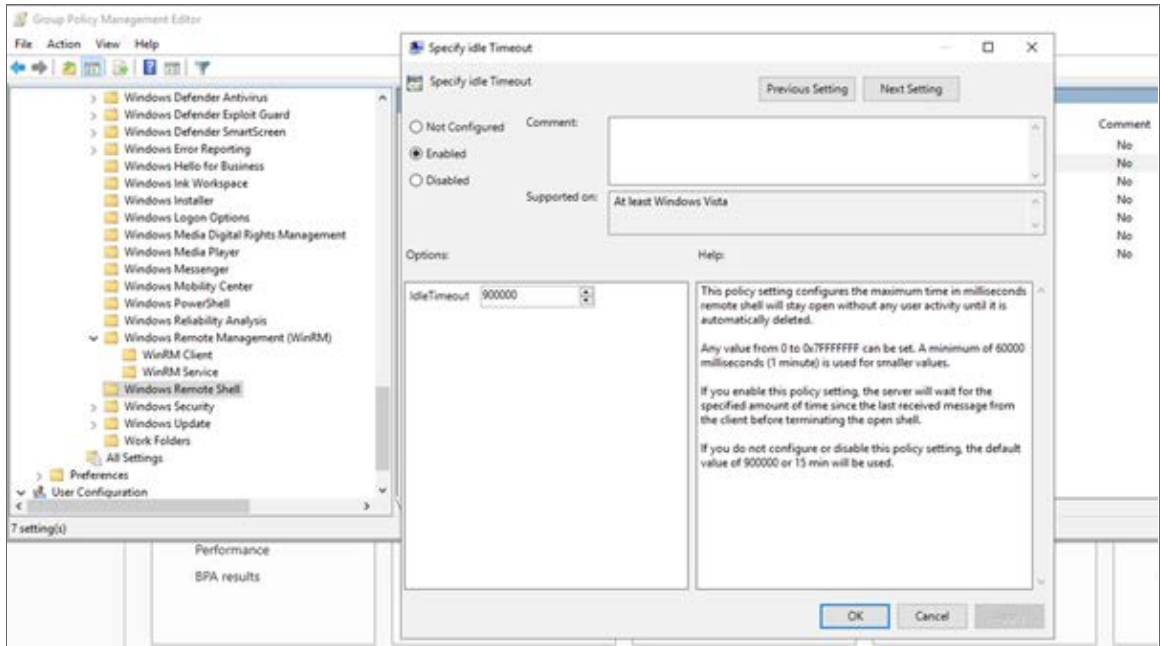 Group Policy Management Editor
File Action View Help
Windows Defender Antivirus
Windows Defender Exploit Guard
Windows Defender SmartScreen
Windows Error Reporting
Windows Hello for Business
Windows Ink Workspace
Windows Installer
Windows Logon Options
Windows Media Digital Rights Management
Windows Media Player
Windows Messenger
Windows Mobility Center
Windows PowerShell
Windows Reliability Analysis
Windows Remote Management (WinRM)
WinRM Client
WinRM Service
Windows Remote Shell
Windows Security
Windows Update
Work Folders
All Settings
Preferences
User Configuration
7 setting(s)
Performance
BPA results
Specify idle Timeout
Specify idle Timeout
Previous Setting Next Setting
Not Configured
Enabled
Disabled
Comment:
Supported on:
At least Windows Vista
Options:
Help:
IdleTimeout 900000
This policy setting configures the maximum time in milliseconds
remote shell will stay open without any user activity until it is
automatically deleted.
Any value from 0 to 0x7FFFFFFF can be set. A minimum of 60000
milliseconds (1 minute) is used for smaller values.
If you enable this policy setting, the server will wait for the
specified amount of time since the last received message from
the client before terminating the open shell.
If you do not configure or disable this policy setting, the default
value of 900000 or 15 min will be used.
OK Cancel
Comment
No
No
No
No
No
No
No